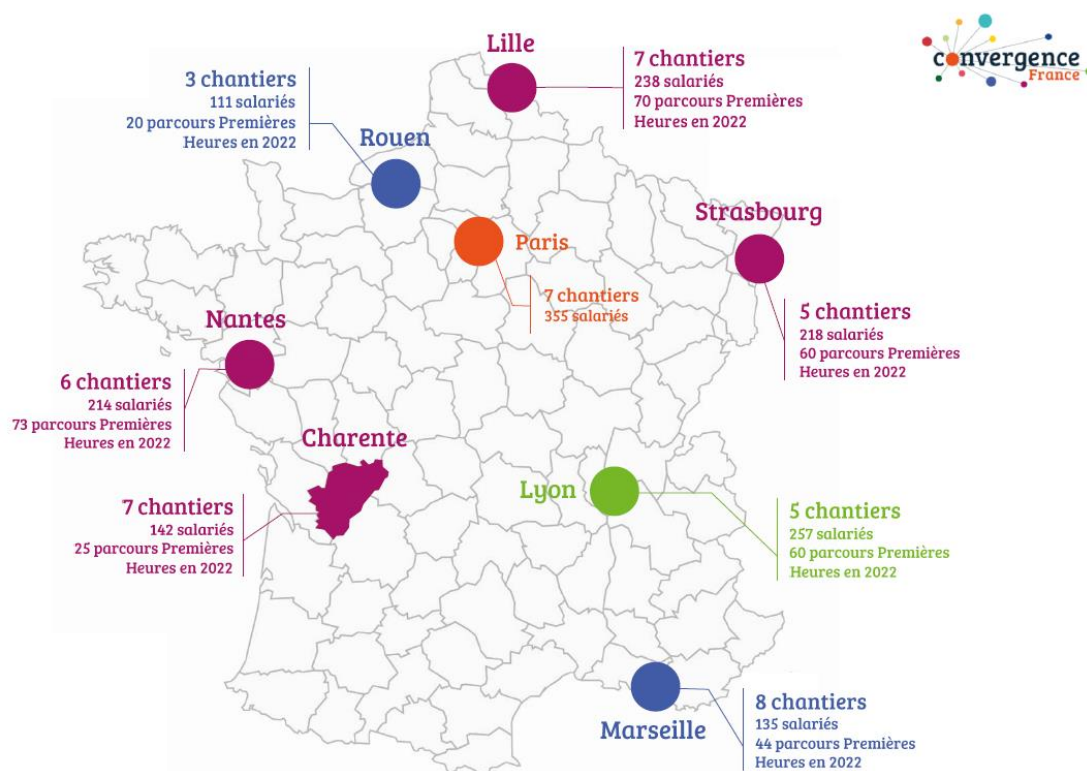 convergence
France
Lille
7 chantiers
238 salariés
70 parcours Premières
Heures en 2022
3 chantiers
111 salariés
20 parcours Premières
Heures en 2022
Rouen
Strasbourg
5 chantiers
218 salariés
60 parcours Premières
Heures en 2022
Paris
7 chantiers
355 salariés
Nantes
6 chantiers
214 salariés
73 parcours Premières
Heures en 2022
Charente
7 chantiers
142 salariés
25 parcours Premières
Heures en 2022
Lyon
5 chantiers
257 salariés
60 parcours Premières
Heures en 2022
Marseille
8 chantiers
135 salariés
44 parcours Premières
Heures en 2022